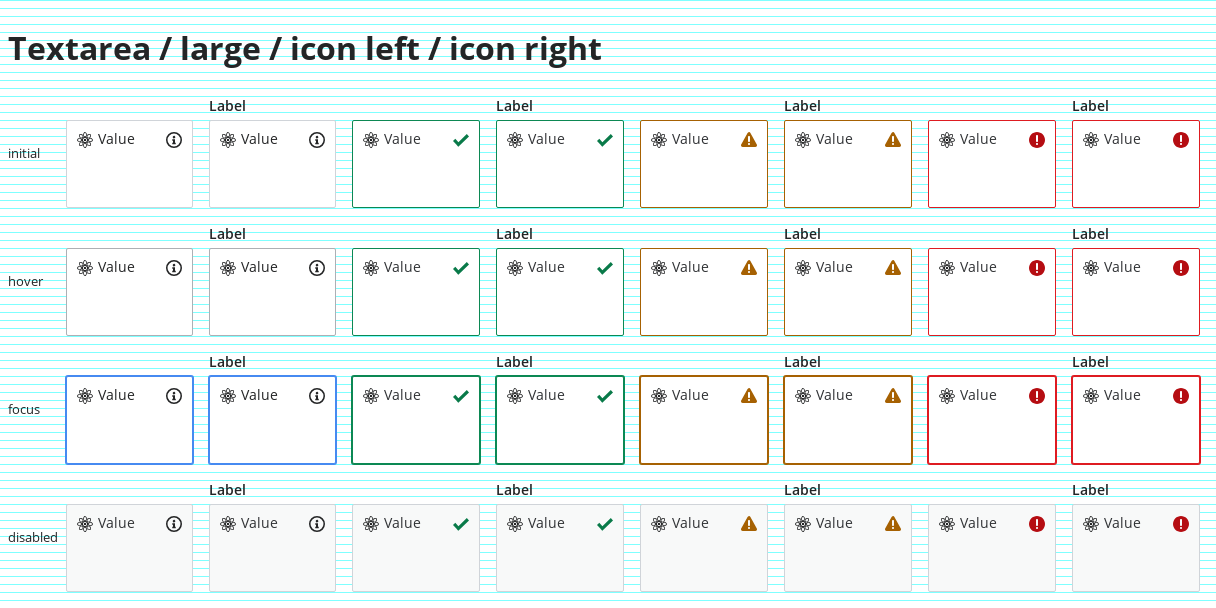 Textarea / large / icon left / icon right
Label Label Label Label
initial Value Value Value Value Value Value Value Value
Label Label Label Label
hover Value Value Value Value Value Value Value Value
Label Label Label Label
focus Value Value Value Value Value Value Value Value
Label Label Label Label
disabled Value Value Value Value Value Value Value Value